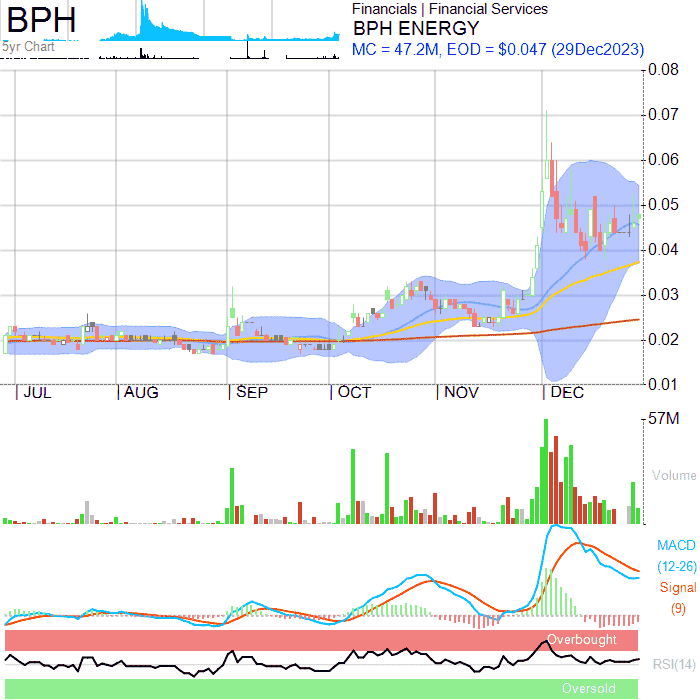 BPH
5yr Chart
Financials | Financial Services
BPH ENERGY
MC = 47.2M, EOD = $0.047 (29Dec2023)
0.08
0.07
0.06
0.05
0.04
0.03
0.02
0.01
JUL AUG SEP OCT NOV DEC
57M
Volume
MACD
(12-26)
Signal
(9)
Overbought
RSI(14)
Oversold